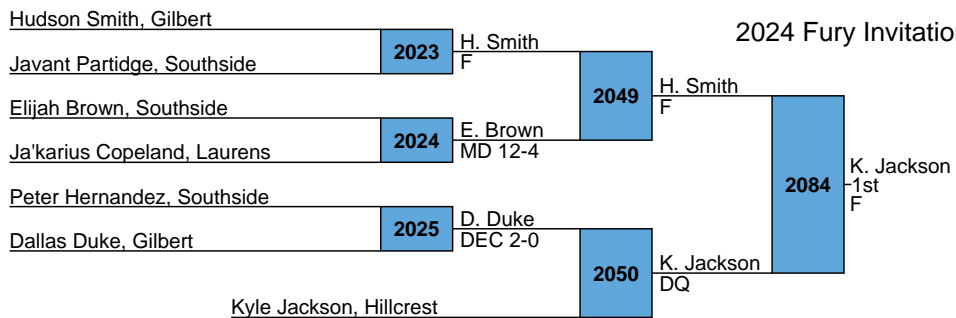 Hudson Smith, Gilbert
2023
H. Smith
F
Javant Partidge, Southside
2024 Fury Invitation
2049
H. Smith
F
Elijah Brown, Southside
2024
E. Brown
MD 12-4
Ja'karius Copeland, Laurens
2084
K. Jackson
1st
F
Peter Hernandez, Southside
2025
D. Duke
DEC 2-0
Dallas Duke, Gilbert
2050
K. Jackson
DQ
Kyle Jackson, Hillcrest